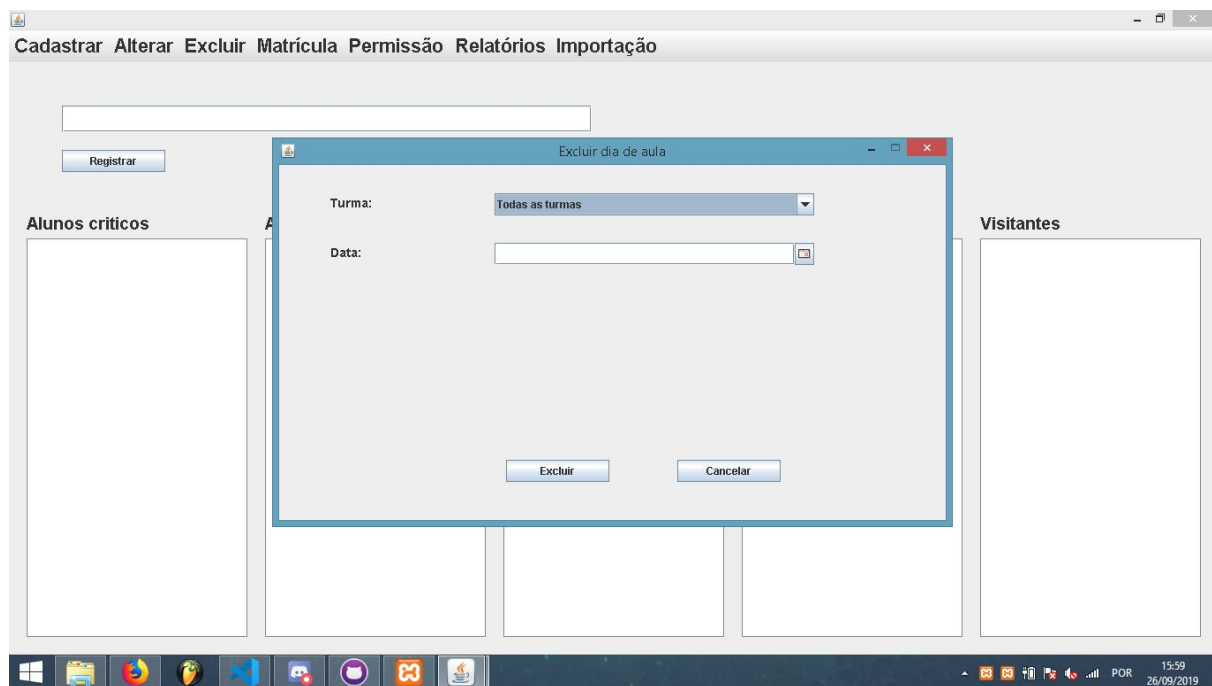 Cadastrar Alterar Excluir Matrícula Permissão Relatórios Importação
Registrar
Excluir dia de aula
Turma:
Todas as turmas
Data:
Alunos criticos
A
Visitantes
Excluir
Cancelar
POR
15:59
26/09/2019